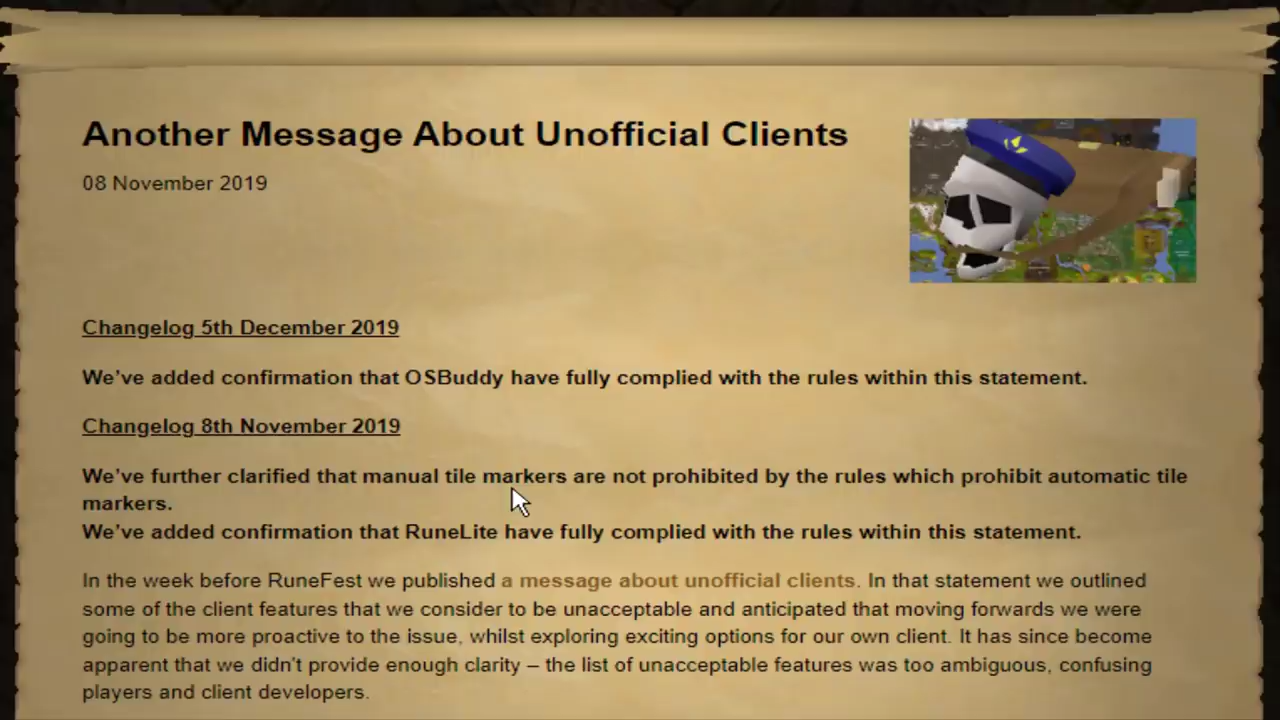 Another Message About Unofficial Clients
08 November 2019
Changelog 5th December 2019
We've added confirmation that OSBuddy have fully complied with the rules within this statement.
Changelog 8th November 2019
We've further clarified that manual tile markers are not prohibited by the rules which prohibit automatic tile
markers.
We've added confirmation that RuneLite have fully complied with the rules within this statement.
In the week before RuneFest we published a message about unofficial clients. In that statement we outlined
some of the client features that we consider to be unacceptable and anticipated that moving forwards we were
going to be more proactive to the issue, whilst exploring exciting options for our own client. It has since become
apparent that we didn't provide enough clarity – the list of unacceptable features was too ambiguous, confusing
players and client developers.